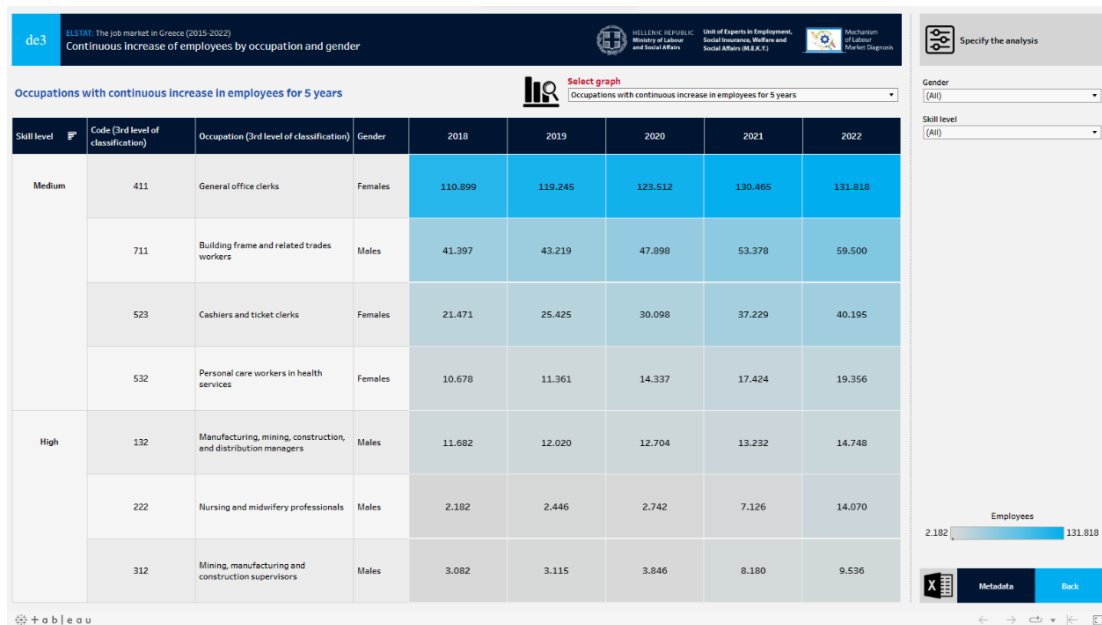 de3
ELSTAT: The job market in Greece (2015-2022)
Continuous increase of employees by occupation and gender
HELLENIC REPUBLIC
Ministry of Labour
and Social Affairs
Unit of Experts in Employment,
Social Insurance, Welfare and
Social Affairs (M.E.K.Y.)
Mechanism
of Labour
Market Diagnosis
Specify the analysis
Occupations with continuous increase in employees for 5 years
Select graph
Occupations with continuous increase in employees for 5 years
Gender
(All)
Skill level
(All)
Skill level
Code (3rd level of
classification)
Occupation (3rd level of classification)
Gender
2018
2019
2020
2021
2022
Medium
411
General office clerks
Females
110.899
119.245
123.512
130.465
131.818
711
Building frame and related trades
workers
Males
41.397
43.219
47.898
53.378
59.500
523
Cashiers and ticket clerks
Females
21.471
25.425
30.098
37.229
40.195
532
Personal care workers in health
services
Females
10.678
11.361
14.337
17.424
19.356
High
132
Manufacturing, mining, construction,
and distribution managers
Males
11.682
12.020
12.704
13.232
14.748
222
Nursing and midwifery professionals
Males
2.182
2.446
2.742
7.126
14.070
312
Mining, manufacturing and
construction supervisors
Males
3.082
3.115
3.846
8.180
9.536
Employees
2.182
131.818
X
Metadata
Back
+ableau